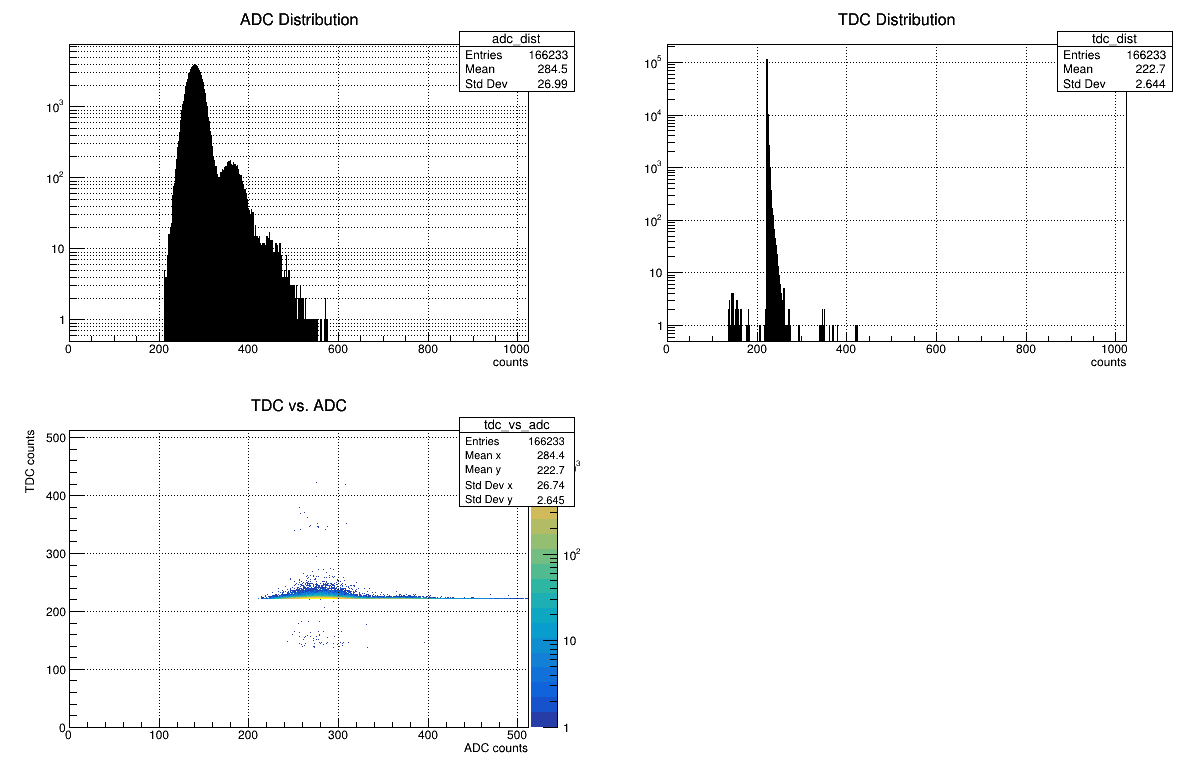 ADC Distribution
adc_dist
Entries 166233
Mean 284.5
Std Dev 26.99
10³
10²
10
1
0 200 400 600 800 1000
counts
TDC Distribution
tdc_dist
Entries 166233
Mean 222.7
Std Dev 2.644
10⁵
10⁴
10³
10²
10
1
0 200 400 600 800 1000
counts
TDC vs. ADC
TDC counts
tdc_vs_adc
Entries 166233
Mean x 284.4
Mean y 222.7
Std Dev x 26.74
Std Dev y 2.645
500
400
300
200
100
0
0 100 200 300 400 500
ADC counts
3
10²
10
1